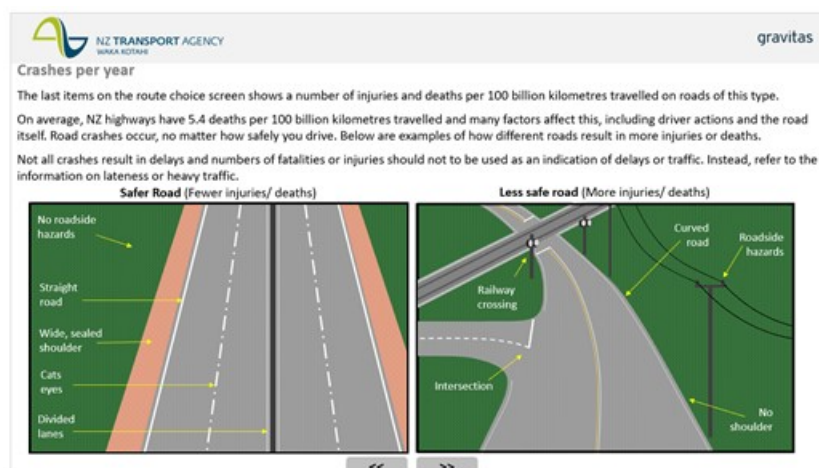 NZ TRANSPORT AGENCY
WAKA KOTAHI
gravitas
Crashes per year
The last items on the route choice screen shows a number of injuries and deaths per 100 billion kilometres travelled on roads of this type.
On average, NZ highways have 5.4 deaths per 100 billion kilometres travelled and many factors affect this, including driver actions and the road
itself. Road crashes occur, no matter how safely you drive. Below are examples of how different roads result in more injuries or deaths.
Not all crashes result in delays and numbers of fatalities or injuries should not to be used as an indication of delays or traffic. Instead, refer to the
information on lateness or heavy traffic.
Safer Road (Fewer injuries/ deaths)
No roadside
hazards
Straight
road
Wide, sealed
shoulder
Cats
eyes
Divided
lanes
Less safe road (More injuries/ deaths)
Curved
road
Roadside
hazards
Railway
crossing
Intersection
No
shoulder
<< >>